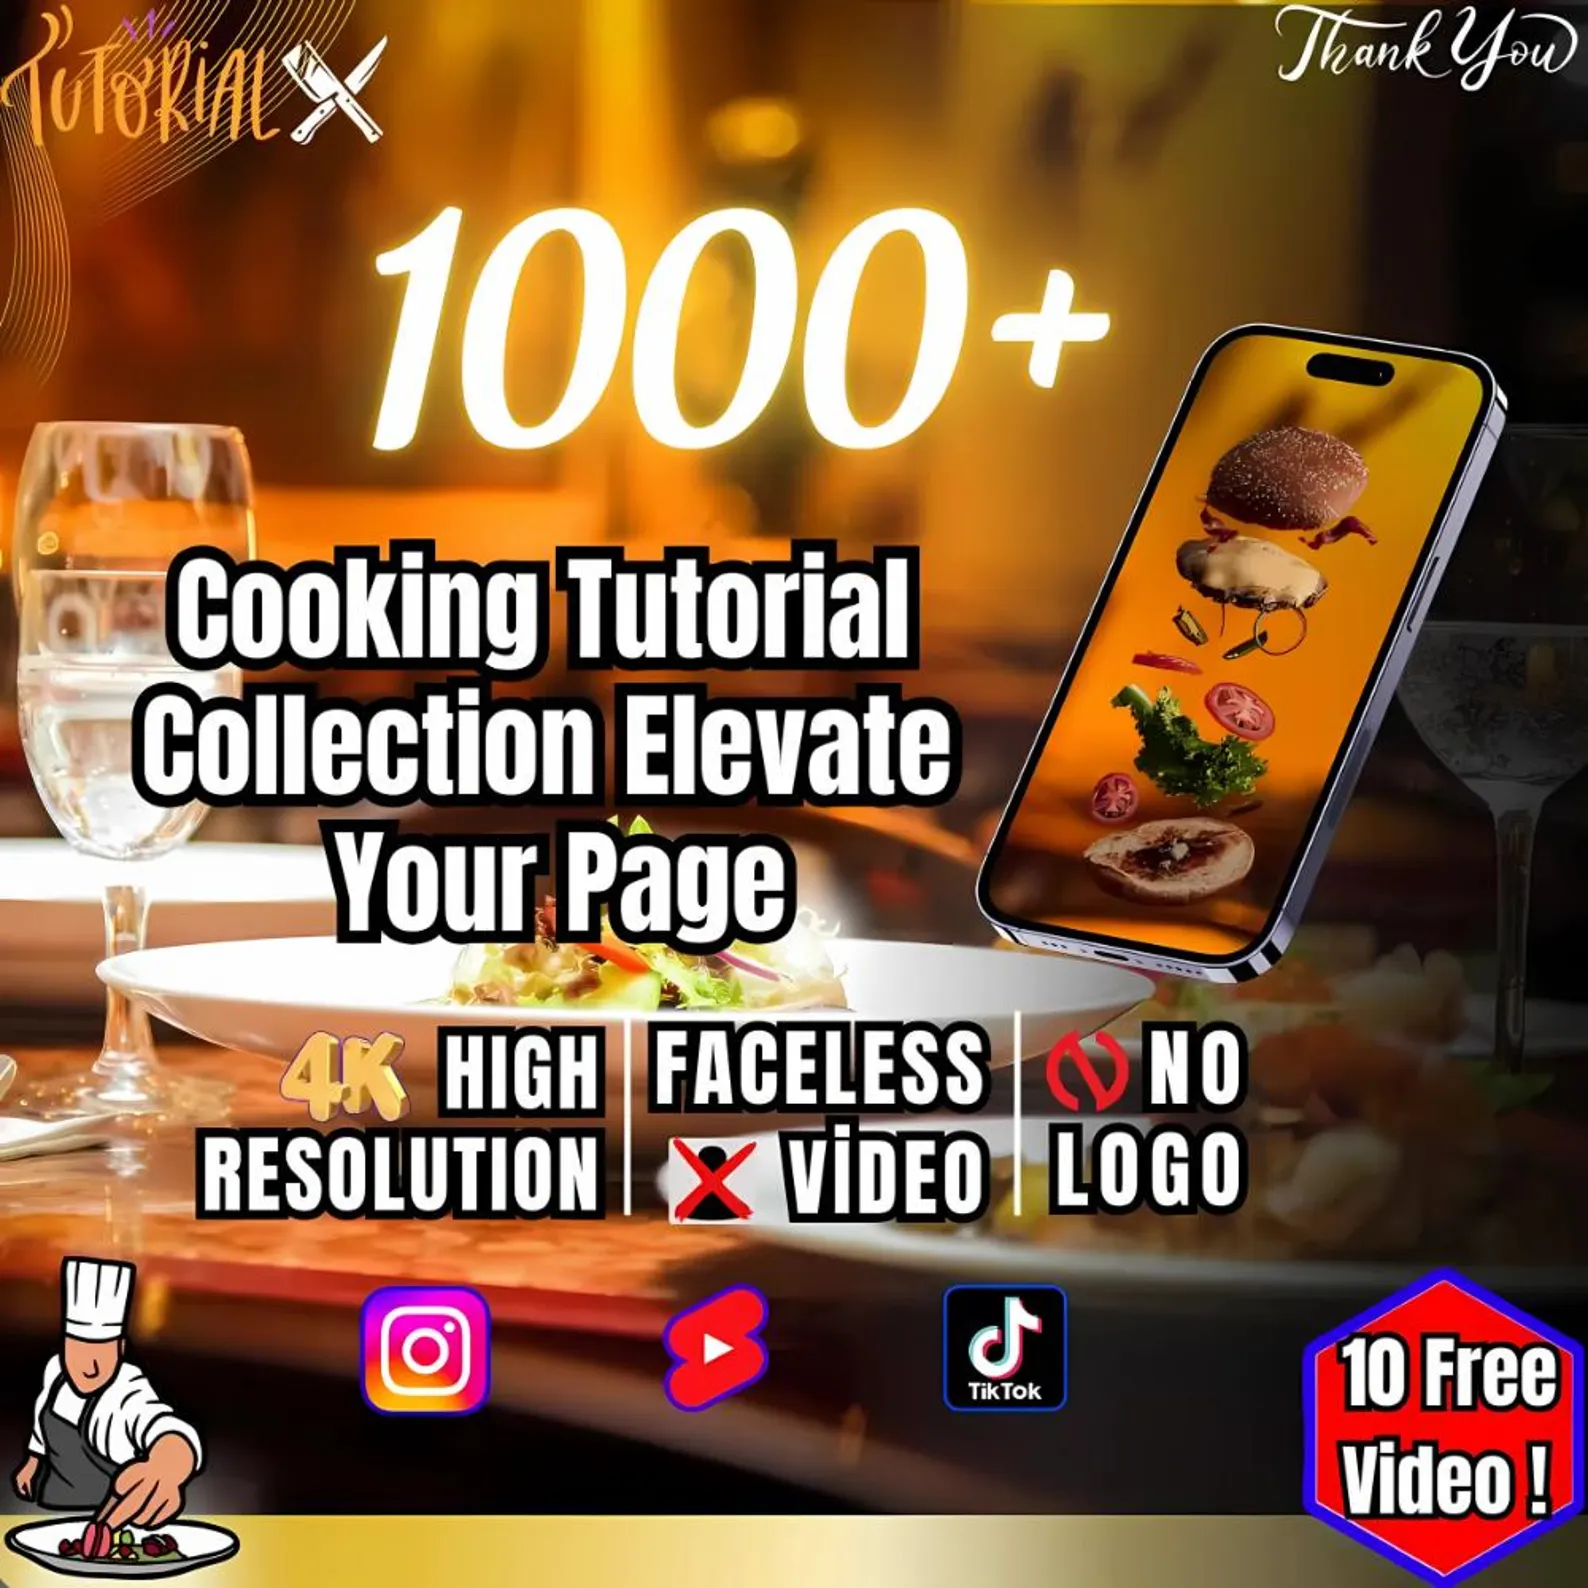 TUTORIAL
Thank You
1000+
Cooking Tutorial
Collection Elevate
Your Page
4K HIGH
RESOLUTION
FACELESS
VİDEO
NO
LOGO
TikTok
10 Free
Video !